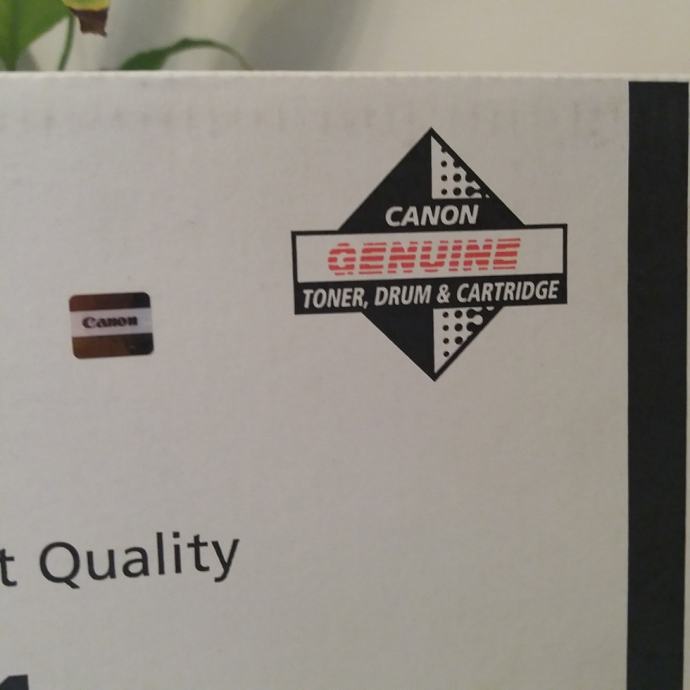 CANON
GENUINE
TONER, DRUM & CARTRIDGE
Canon
t Quality